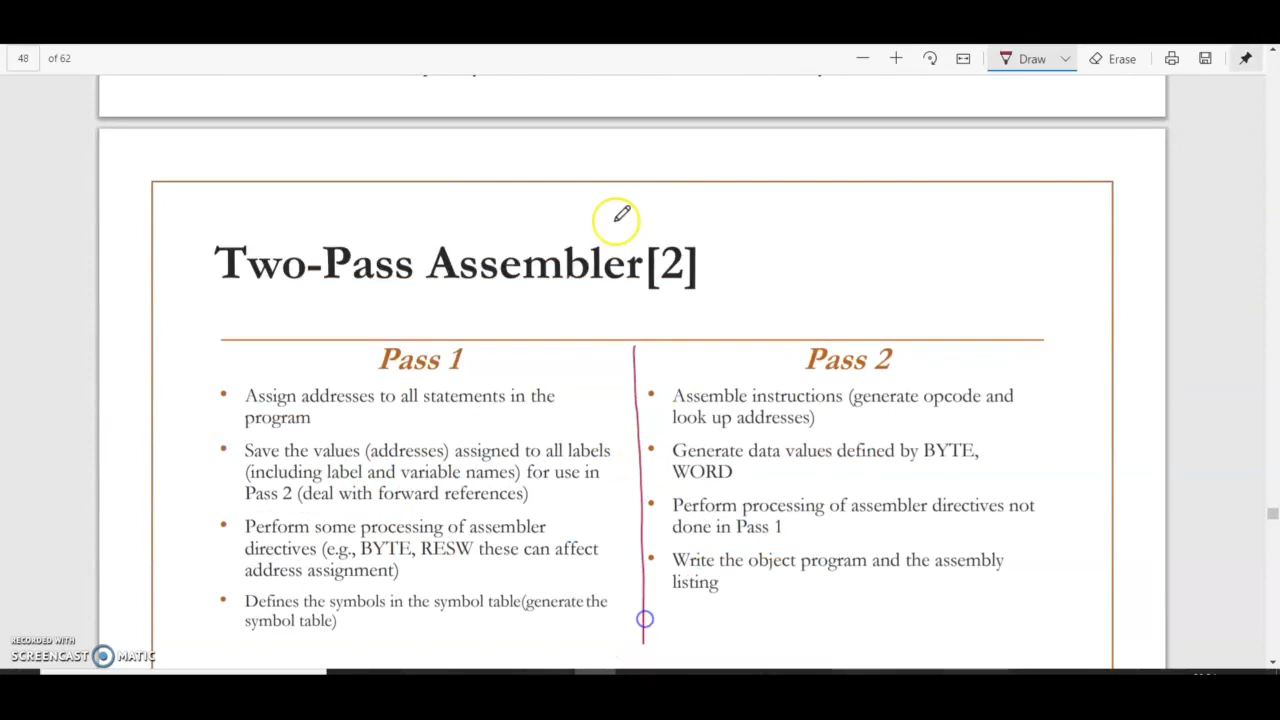 48 of 62
Draw
Erase
Two-Pass Assembler[2]
Pass 1
• Assign addresses to all statements in the
program
• Save the values (addresses) assigned to all labels
(including label and variable names) for use in
Pass 2 (deal with forward references)
• Perform some processing of assembler
directives (e.g., BYTE, RESW these can affect
address assignment)
• Defines the symbols in the symbol table(generate the
symbol table)
Pass 2
• Assemble instructions (generate opcode and
look up addresses)
• Generate data values defined by BYTE,
WORD
• Perform processing of assembler directives not
done in Pass 1
• Write the object program and the assembly
listing
RECORDED WITH
SCREENCAST MATIC